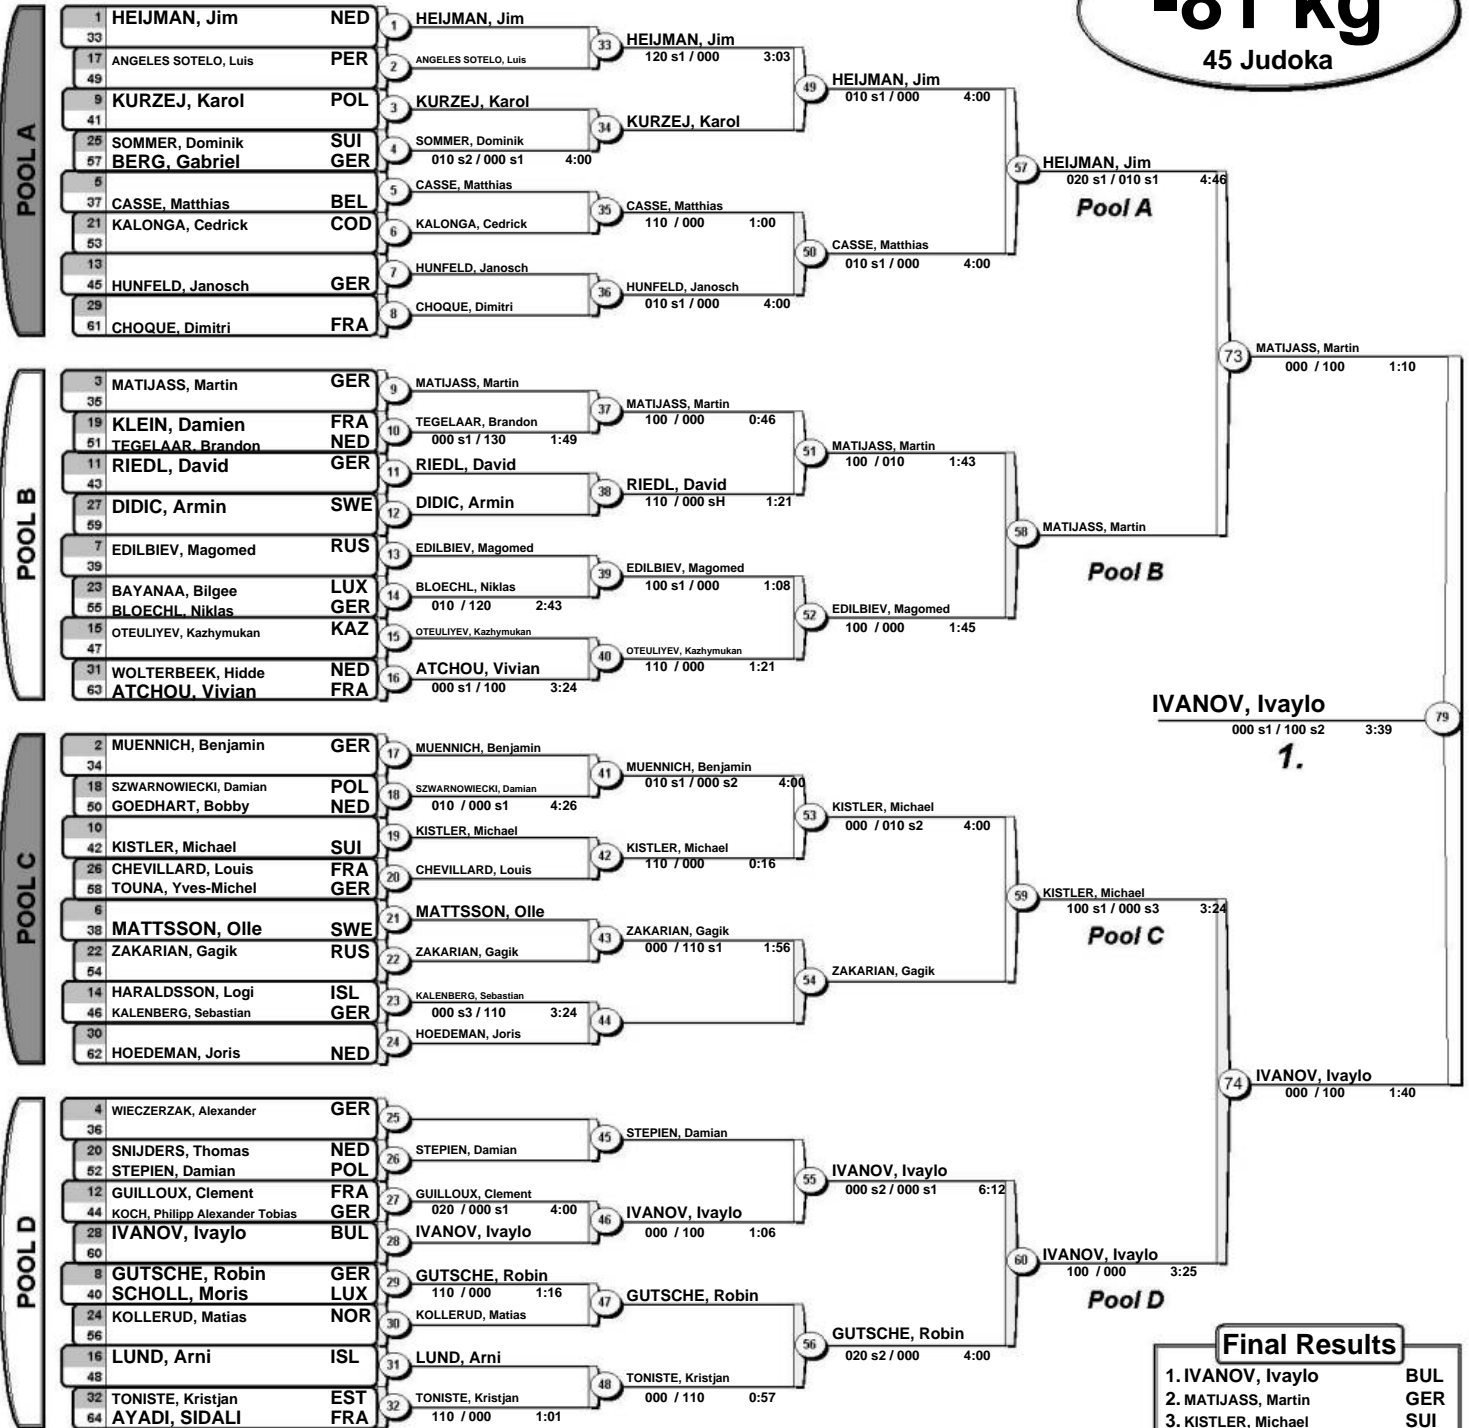 -81 kg
45 Judoka
POOL A
1 HEIJMAN, Jim NED
33
17 ANGELES SOTELO, Luis PER
49
9 KURZEJ, Karol POL
41
25 SOMMER, Dominik SUI
57 BERG, Gabriel GER
5
37 CASSE, Matthias BEL
21 KALONGA, Cedrick COD
53
13
45 HUNFELD, Janosch GER
29
61 CHOQUE, Dimitri FRA
1 HEIJMAN, Jim
2 ANGELES SOTELO, Luis
3 KURZEJ, Karol
4 SOMMER, Dominik
010 s2 / 000 s1 4:00
5 CASSE, Matthias
6 KALONGA, Cedrick
7 HUNFELD, Janosch
8 CHOQUE, Dimitri
33 HEIJMAN, Jim
120 s1 / 000 3:03
34 KURZEJ, Karol
35 CASSE, Matthias
110 / 000 1:00
36 HUNFELD, Janosch
010 s1 / 000 4:00
49 HEIJMAN, Jim
010 s1 / 000 4:00
50 CASSE, Matthias
010 s1 / 000 4:00
57 HEIJMAN, Jim
020 s1 / 010 s1 4:46
Pool A
POOL B
3 MATIJASS, Martin GER
35
19 KLEIN, Damien FRA
51 TEGELAAR, Brandon NED
11 RIEDL, David GER
43
27 DIDIC, Armin SWE
59
7 EDILBIEV, Magomed RUS
39
23 BAYANAA, Bilgee LUX
55 BLOECHL, Niklas GER
15 OTEULIYEV, Kazhymukan KAZ
47
31 WOLTERBEEK, Hidde NED
63 ATCHOU, Vivian FRA
9 MATIJASS, Martin
10 TEGELAAR, Brandon
000 s1 / 130 1:49
11 RIEDL, David
12 DIDIC, Armin
13 EDILBIEV, Magomed
14 BLOECHL, Niklas
010 / 120 2:43
15 OTEULIYEV, Kazhymukan
16 ATCHOU, Vivian
000 s1 / 100 3:24
37 MATIJASS, Martin
100 / 000 0:46
38 RIEDL, David
110 / 000 sH 1:21
39 EDILBIEV, Magomed
100 s1 / 000 1:08
40 OTEULIYEV, Kazhymukan
110 / 000 1:21
51 MATIJASS, Martin
100 / 010 1:43
52 EDILBIEV, Magomed
100 / 000 1:45
58 MATIJASS, Martin
Pool B
73 MATIJASS, Martin
000 / 100 1:10
IVANOV, Ivaylo 79
000 s1 / 100 s2 3:39
1.
POOL C
2 MUENNICH, Benjamin GER
34
18 SZWARNOWIECKI, Damian POL
50 GOEDHART, Bobby NED
10
42 KISTLER, Michael SUI
26 CHEVILLARD, Louis FRA
58 TOUNA, Yves-Michel GER
6
38 MATTSSON, Olle SWE
22 ZAKARIAN, Gagik RUS
54
14 HARALDSSON, Logi ISL
46 KALENBERG, Sebastian GER
30
62 HOEDEMAN, Joris NED
17 MUENNICH, Benjamin
18 SZWARNOWIECKI, Damian
010 / 000 s1 4:26
19 KISTLER, Michael
20 CHEVILLARD, Louis
21 MATTSSON, Olle
22 ZAKARIAN, Gagik
23 KALENBERG, Sebastian
000 s3 / 110 3:24
24 HOEDEMAN, Joris
41 MUENNICH, Benjamin
010 s1 / 000 s2 4:00
42 KISTLER, Michael
110 / 000 0:16
43 ZAKARIAN, Gagik
000 / 110 s1 1:56
44
53 KISTLER, Michael
000 / 010 s2 4:00
54 ZAKARIAN, Gagik
59 KISTLER, Michael
100 s1 / 000 s3 3:24
Pool C
74 IVANOV, Ivaylo
000 / 100 1:40
POOL D
4 WIECZERZAK, Alexander GER
36
20 SNIJDERS, Thomas NED
52 STEPIEN, Damian POL
12 GUILLOUX, Clement FRA
44 KOCH, Philipp Alexander Tobias GER
28 IVANOV, Ivaylo BUL
60
8 GUTSCHE, Robin GER
40 SCHOLL, Moris LUX
24 KOLLERUD, Matias NOR
56
16 LUND, Arni ISL
48
32 TONISTE, Kristjan EST
64 AYADI, SIDALI FRA
25
26 STEPIEN, Damian
27 GUILLOUX, Clement
020 / 000 s1 4:00
28 IVANOV, Ivaylo
29 GUTSCHE, Robin
110 / 000 1:16
30 KOLLERUD, Matias
31 LUND, Arni
32 TONISTE, Kristjan
110 / 000 1:01
45 STEPIEN, Damian
46 IVANOV, Ivaylo
000 / 100 1:06
47 GUTSCHE, Robin
48 TONISTE, Kristjan
000 / 110 0:57
55 IVANOV, Ivaylo
000 s2 / 000 s1 6:12
56 GUTSCHE, Robin
020 s2 / 000 4:00
60 IVANOV, Ivaylo
100 / 000 3:25
Pool D
Final Results
1. IVANOV, Ivaylo BUL
2. MATIJASS, Martin GER
3. KISTLER, Michael SUI